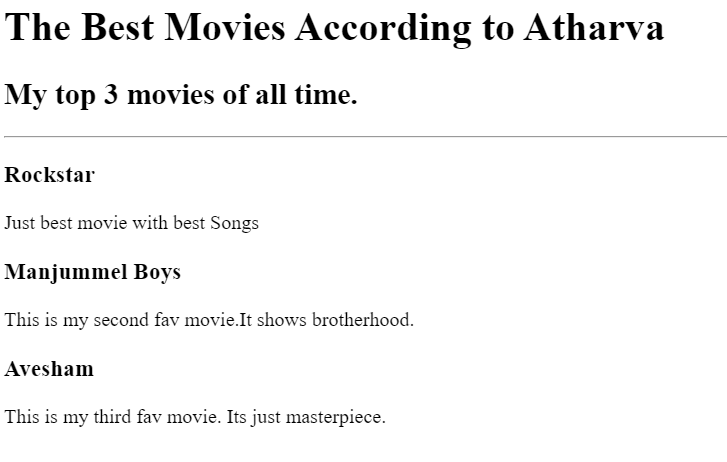 The Best Movies According to Atharva
My top 3 movies of all time.
Rockstar
Just best movie with best Songs
Manjummel Boys
This is my second fav movie.It shows brotherhood.
Avesham
This is my third fav movie. Its just masterpiece.